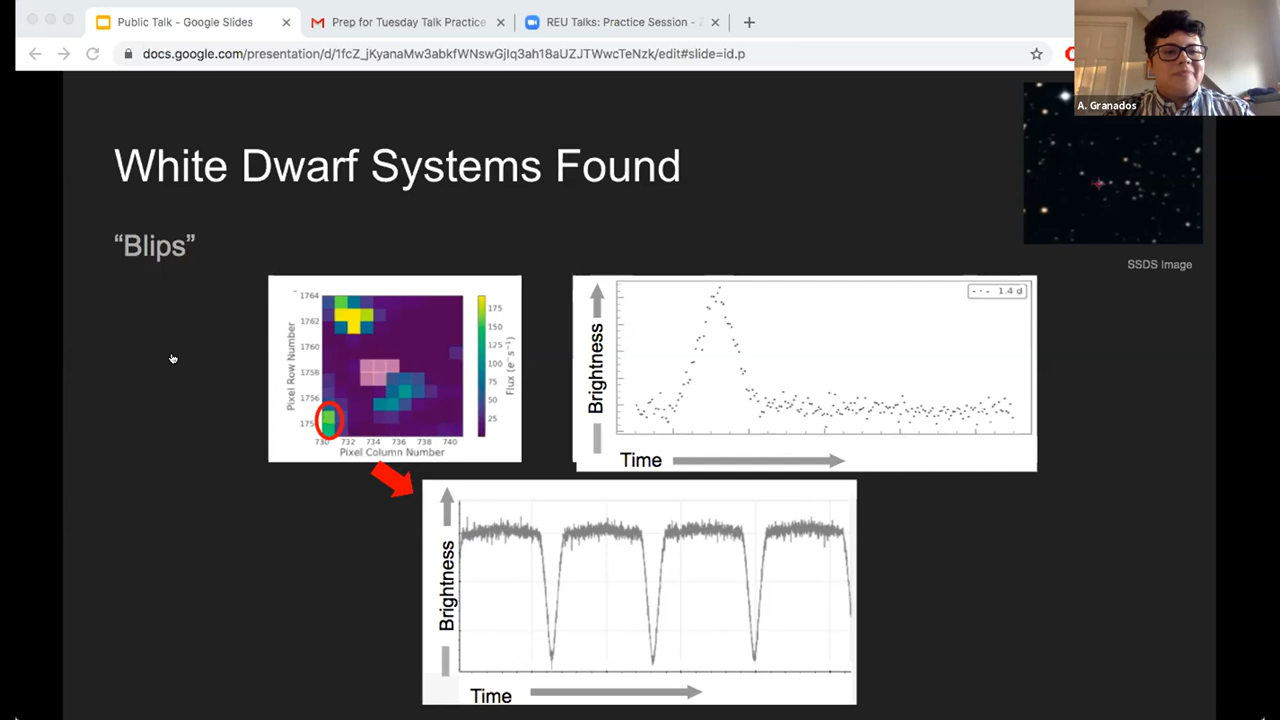 Public Talk - Google Slides
Prep for Tuesday Talk Practice
REU Talks: Practice Session - 2
docs.google.com/presentation/d/1fcZ_iKyanaMw3abkfWNswGjIq3ah18aUZJTWwcTeNzk/edit#slide=id.p
A. Granados
White Dwarf Systems Found
“Blips”
SSDS Image
1764
1762
1760
1758
1756
175
Pixel Row Number
730 732 734 736 738 740
Pixel Column Number
175
150
125
100
75
50
25
Flux (e⁻s⁻¹)
Brightness
1.4 d
Time
Brightness
Time